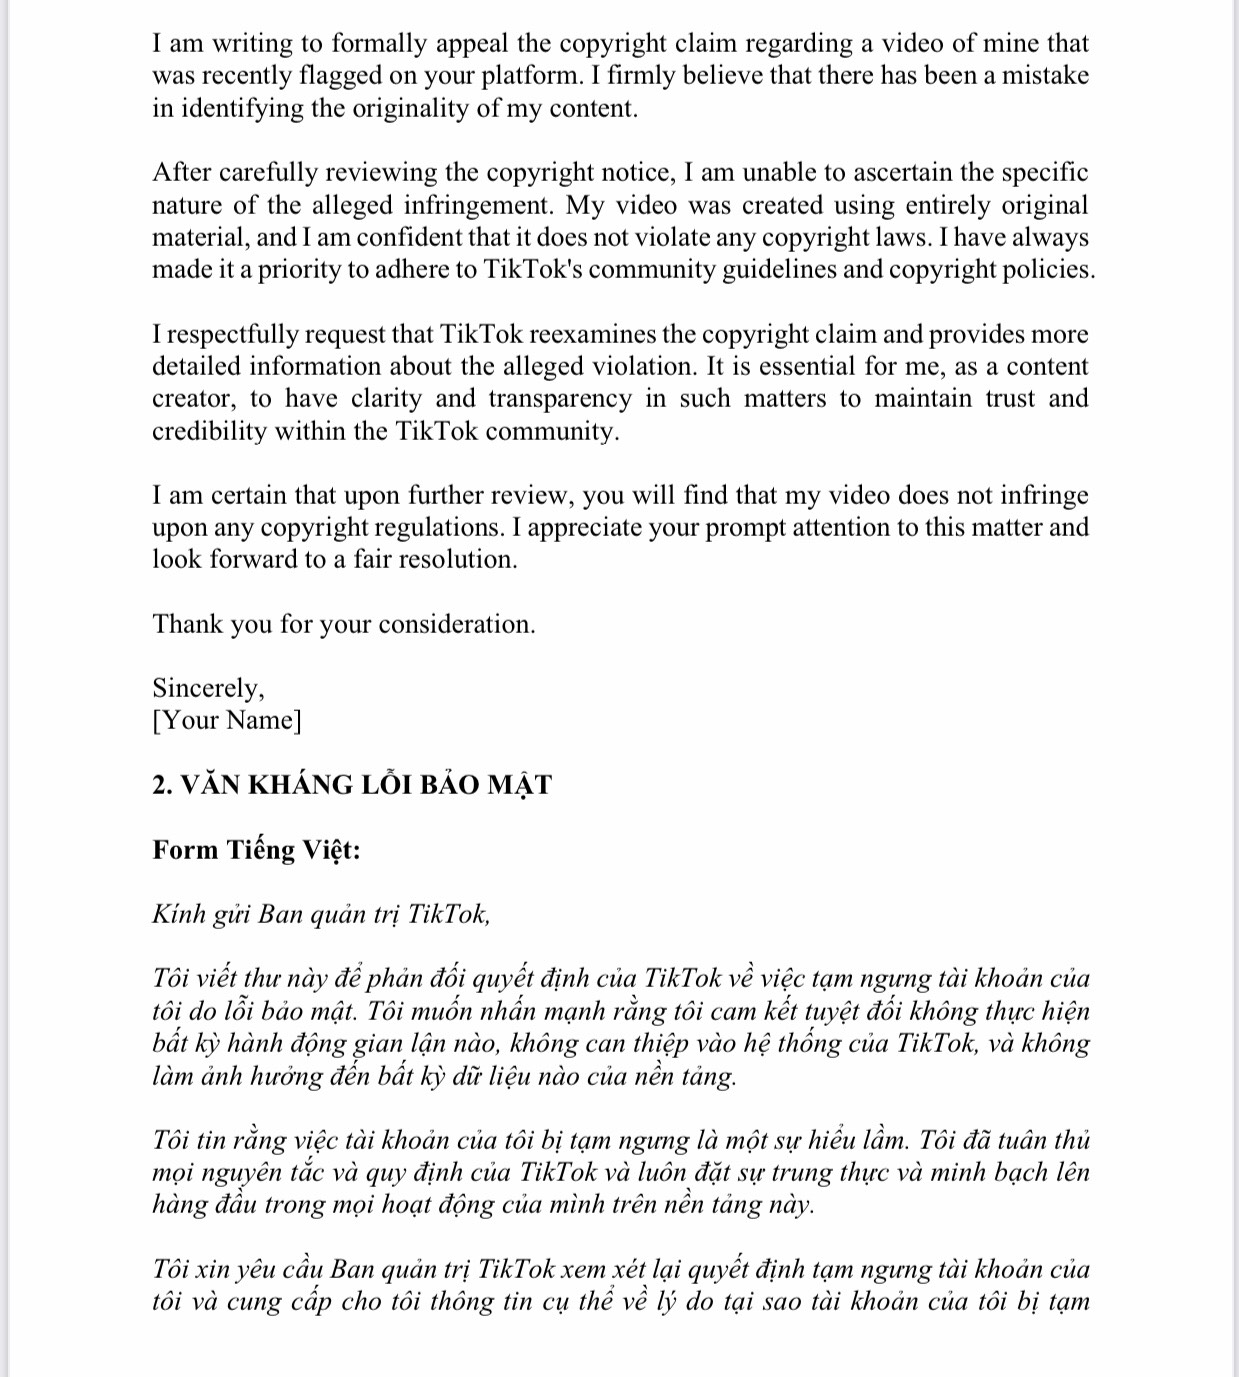 I am writing to formally appeal the copyright claim regarding a video of mine that
was recently flagged on your platform. I firmly believe that there has been a mistake
in identifying the originality of my content.
After carefully reviewing the copyright notice, I am unable to ascertain the specific
nature of the alleged infringement. My video was created using entirely original
material, and I am confident that it does not violate any copyright laws. I have always
made it a priority to adhere to TikTok's community guidelines and copyright policies.
I respectfully request that TikTok reexamines the copyright claim and provides more
detailed information about the alleged violation. It is essential for me, as a content
creator, to have clarity and transparency in such matters to maintain trust and
credibility within the TikTok community.
I am certain that upon further review, you will find that my video does not infringe
upon any copyright regulations. I appreciate your prompt attention to this matter and
look forward to a fair resolution.
Thank you for your consideration.
Sincerely,
[Your Name]
2. VĂN KHÁNG LỖI BẢO MẬT
Form Tiếng Việt:
Kính gửi Ban quản trị TikTok,
Tôi viết thư này để phản đối quyết định của TikTok về việc tạm ngưng tài khoản của
tôi do lỗi bảo mật. Tôi muốn nhấn mạnh rằng tôi cam kết tuyệt đối không thực hiện
bất kỳ hành động gian lận nào, không can thiệp vào hệ thống của TikTok, và không
làm ảnh hưởng đến bất kỳ dữ liệu nào của nền tảng.
Tôi tin rằng việc tài khoản của tôi bị tạm ngưng là một sự hiểu lầm. Tôi đã tuân thủ
mọi nguyên tắc và quy định của TikTok và luôn đặt sự trung thực và minh bạch lên
hàng đầu trong mọi hoạt động của mình trên nền tảng này.
Tôi xin yêu cầu Ban quản trị TikTok xem xét lại quyết định tạm ngưng tài khoản của
tôi và cung cấp cho tôi thông tin cụ thể về lý do tại sao tài khoản của tôi bị tạm